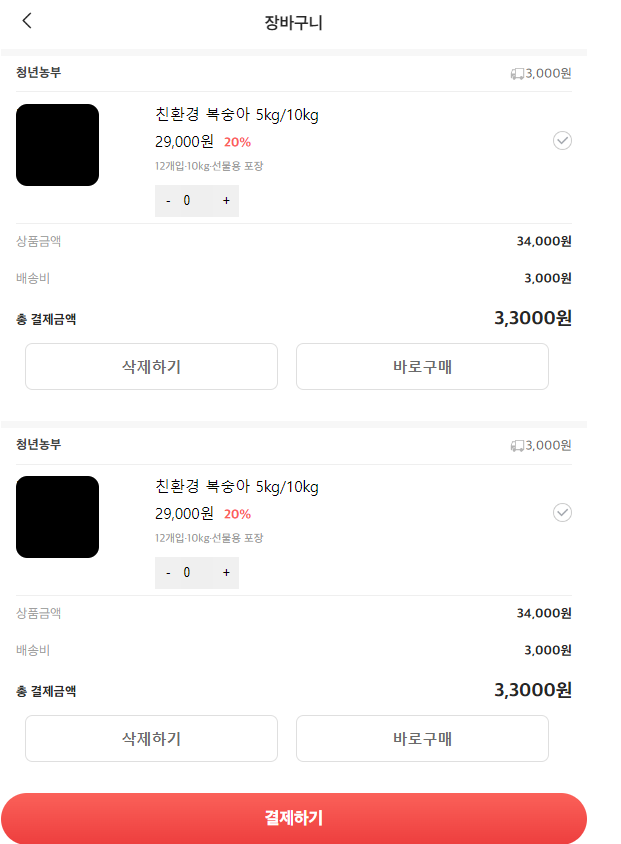 장바구니
청년농부 3,000원
친환경 복숭아 5kg/10kg
29,000원 20%
12개입·10kg·선물용 포장
- 0 +
상품금액 34,000원
배송비 3,000원
총 결제금액 3,3000원
삭제하기 바로구매
청년농부 3,000원
친환경 복숭아 5kg/10kg
29,000원 20%
12개입·10kg·선물용 포장
- 0 +
상품금액 34,000원
배송비 3,000원
총 결제금액 3,3000원
삭제하기 바로구매
결제하기